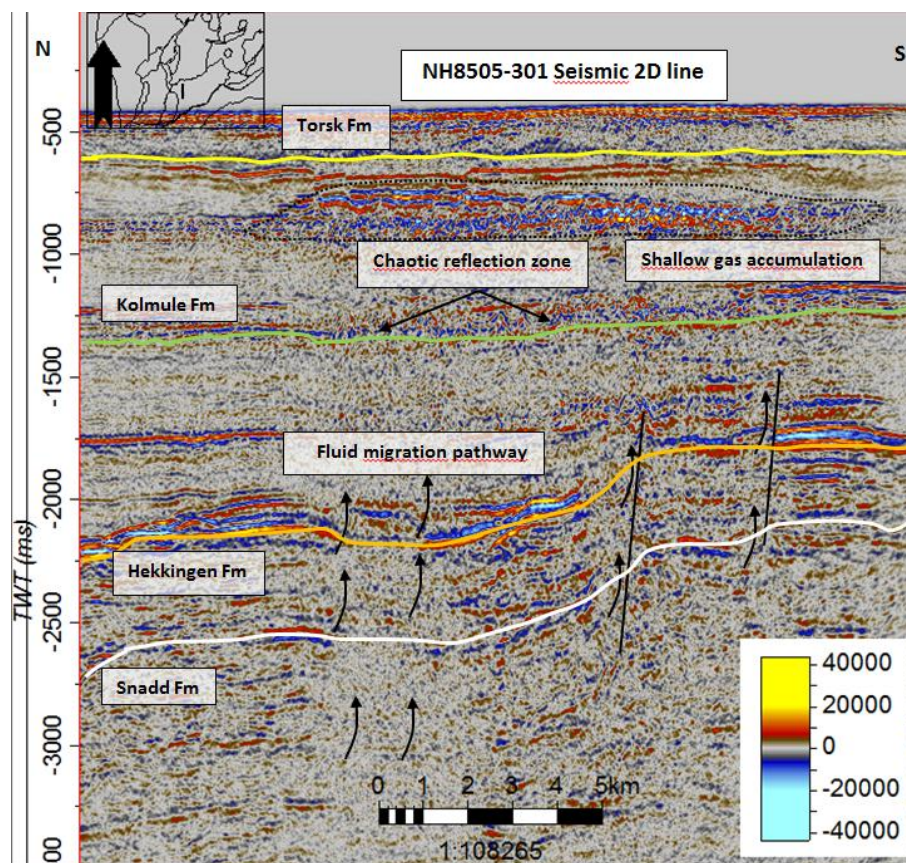 N
NH8505-301 Seismic 2D line
S
Torsk Fm
Chaotic reflection zone
Shallow gas accumulation
Kolmule Fm
Fluid migration pathway
Hekkingen Fm
Snadd Fm
TWT (ms)
-500
-1000
-1500
-2000
-2500
-3000
00
40000
20000
0
-20000
-40000
0 1 2 3 4 5km
1:108265